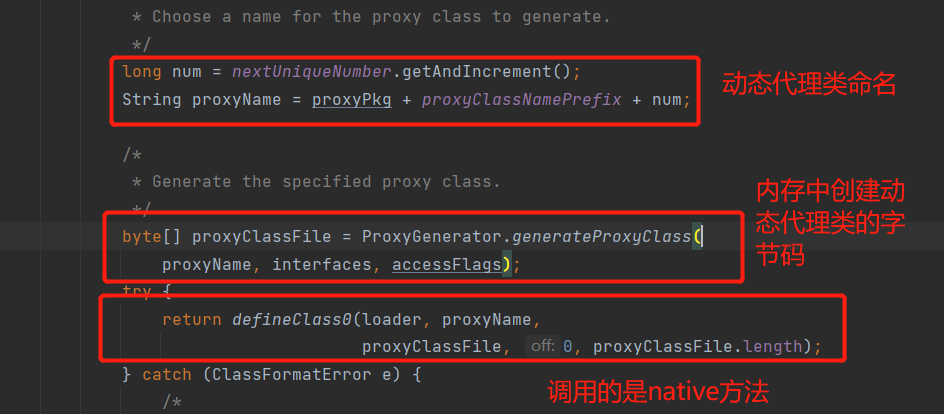 * Choose a name for the proxy class to generate.
*/
long num = nextUniqueNumber.getAndIncrement();
String proxyName = proxyPkg + proxyClassNamePrefix + num;
动态代理类命名
/*
* Generate the specified proxy class.
*/
byte[] proxyClassFile = ProxyGenerator.generateProxyClass(
proxyName, interfaces, accessFlags);
内存中创建动
态代理类的字
节码
try {
return defineClass0(loader, proxyName,
proxyClassFile, off: 0, proxyClassFile.length);
} catch (ClassFormatError e) {
调用的是native方法
/*